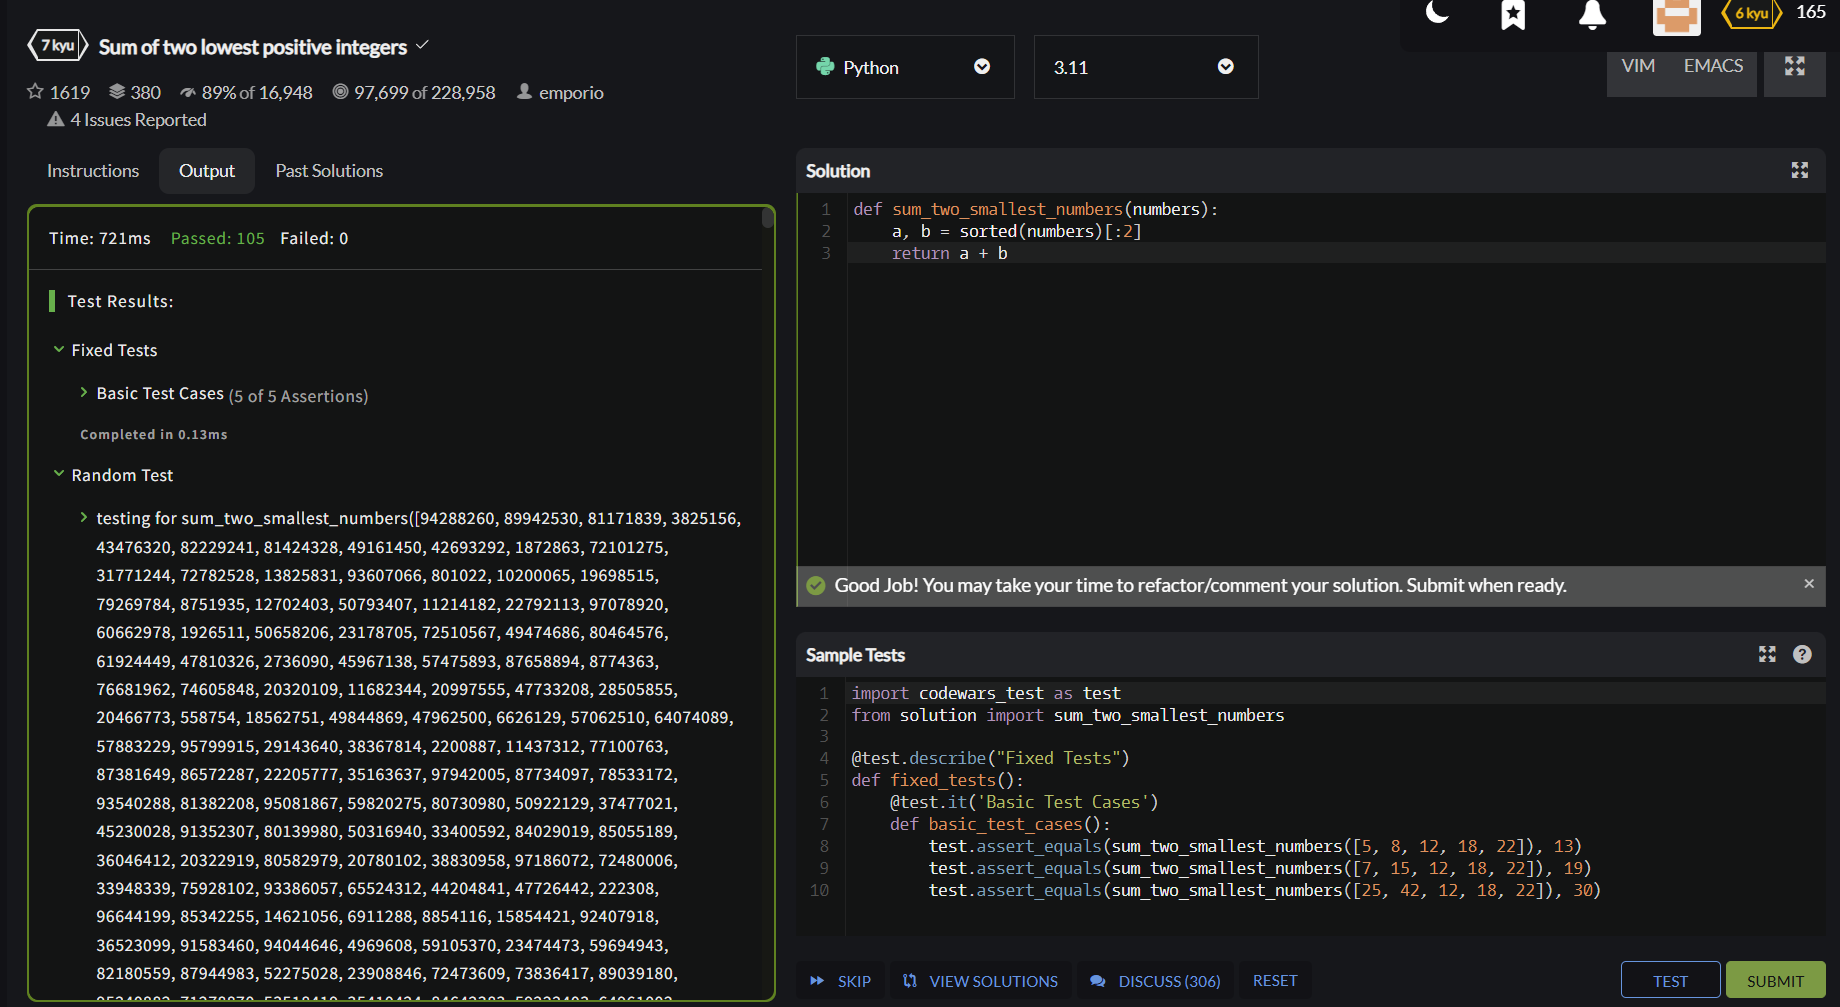 7 kyu Sum of two lowest positive integers
1619 380 89% of 16,948 97,699 of 228,958 emporio
4 Issues Reported
Instructions Output Past Solutions
Time: 721ms Passed: 105 Failed: 0
Test Results:
Fixed Tests
Basic Test Cases (5 of 5 Assertions)
Completed in 0.13ms
Random Test
testing for sum_two_smallest_numbers([94288260, 89942530, 81171839, 3825156,
43476320, 82229241, 81424328, 49161450, 42693292, 1872863, 72101275,
31771244, 72782528, 13825831, 93607066, 801022, 10200065, 19698515,
79269784, 8751935, 12702403, 50793407, 11214182, 22792113, 97078920,
60662978, 1926511, 50658206, 23178705, 72510567, 49474686, 80464576,
61924449, 47810326, 2736090, 45967138, 57475893, 87658894, 8774363,
76681962, 74605848, 20320109, 11682344, 20997555, 47733208, 28505855,
20466773, 558754, 18562751, 49844869, 47962500, 6626129, 57062510, 64074089,
57883229, 95799915, 29143640, 38367814, 2200887, 11437312, 77100763,
87381649, 86572287, 22205777, 35163637, 97942005, 87734097, 78533172,
93540288, 81382208, 95081867, 59820275, 80730980, 50922129, 37477021,
45230028, 91352307, 80139980, 50316940, 33400592, 84029019, 85055189,
36046412, 20322919, 80582979, 20780102, 38830958, 97186072, 72480006,
33948339, 75928102, 93386057, 65524312, 44204841, 47726442, 222308,
96644199, 85342255, 14621056, 6911288, 8854116, 15854421, 92407918,
36523099, 91583460, 94044646, 4969608, 59105370, 23474473, 59694943,
82180559, 87944983, 52275028, 23908846, 72473609, 73836417, 89039180,
Python 3.11
6 kyu 165
VIM EMACS
Solution
1 def sum_two_smallest_numbers(numbers):
2 a, b = sorted(numbers)[:2]
3 return a + b
Good Job! You may take your time to refactor/comment your solution. Submit when ready. ×
Sample Tests ?
1 import codewars_test as test
2 from solution import sum_two_smallest_numbers
3
4 @test.describe("Fixed Tests")
5 def fixed_tests():
6 @test.it('Basic Test Cases')
7 def basic_test_cases():
8 test.assert_equals(sum_two_smallest_numbers([5, 8, 12, 18, 22]), 13)
9 test.assert_equals(sum_two_smallest_numbers([7, 15, 12, 18, 22]), 19)
10 test.assert_equals(sum_two_smallest_numbers([25, 42, 12, 18, 22]), 30)
SKIP VIEW SOLUTIONS DISCUSS (306) RESET TEST SUBMIT